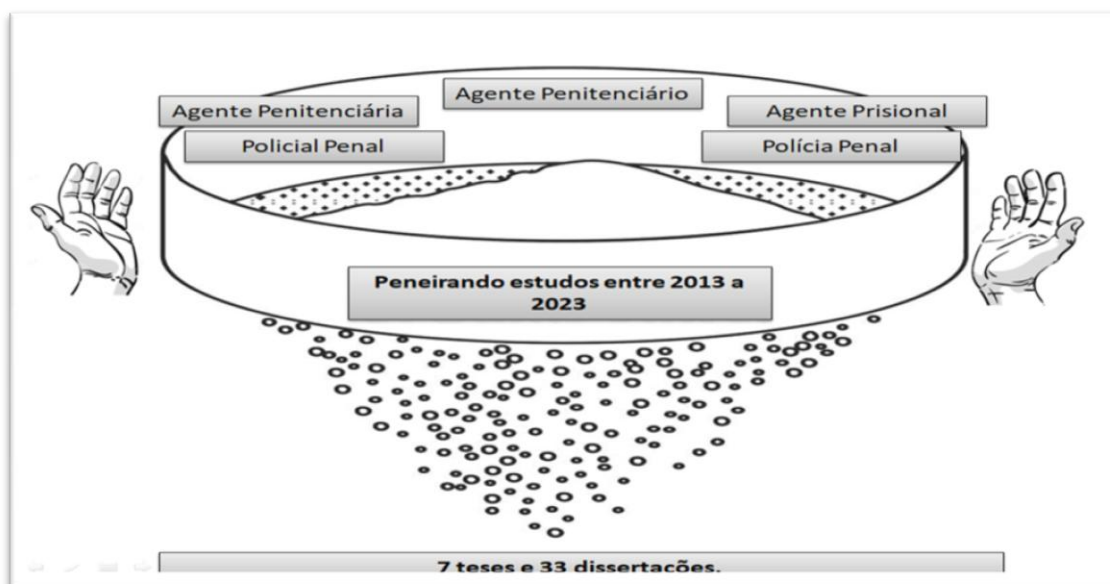 Agente Penitenciário
Agente Penitenciária
Agente Prisional
Policial Penal
Polícia Penal
Peneirando estudos entre 2013 a
2023
7 teses e 33 dissertações.